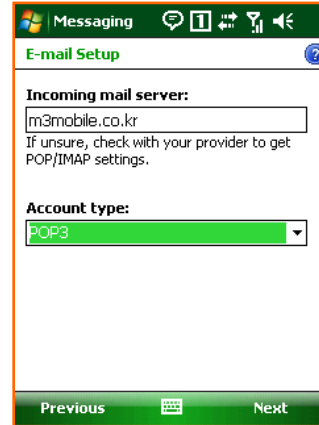 Messaging 1
E-mail Setup ?
Incoming mail server:
m3mobile.co.kr
If unsure, check with your provider to get
POP/IMAP settings.
Account type:
POP3
Previous Next